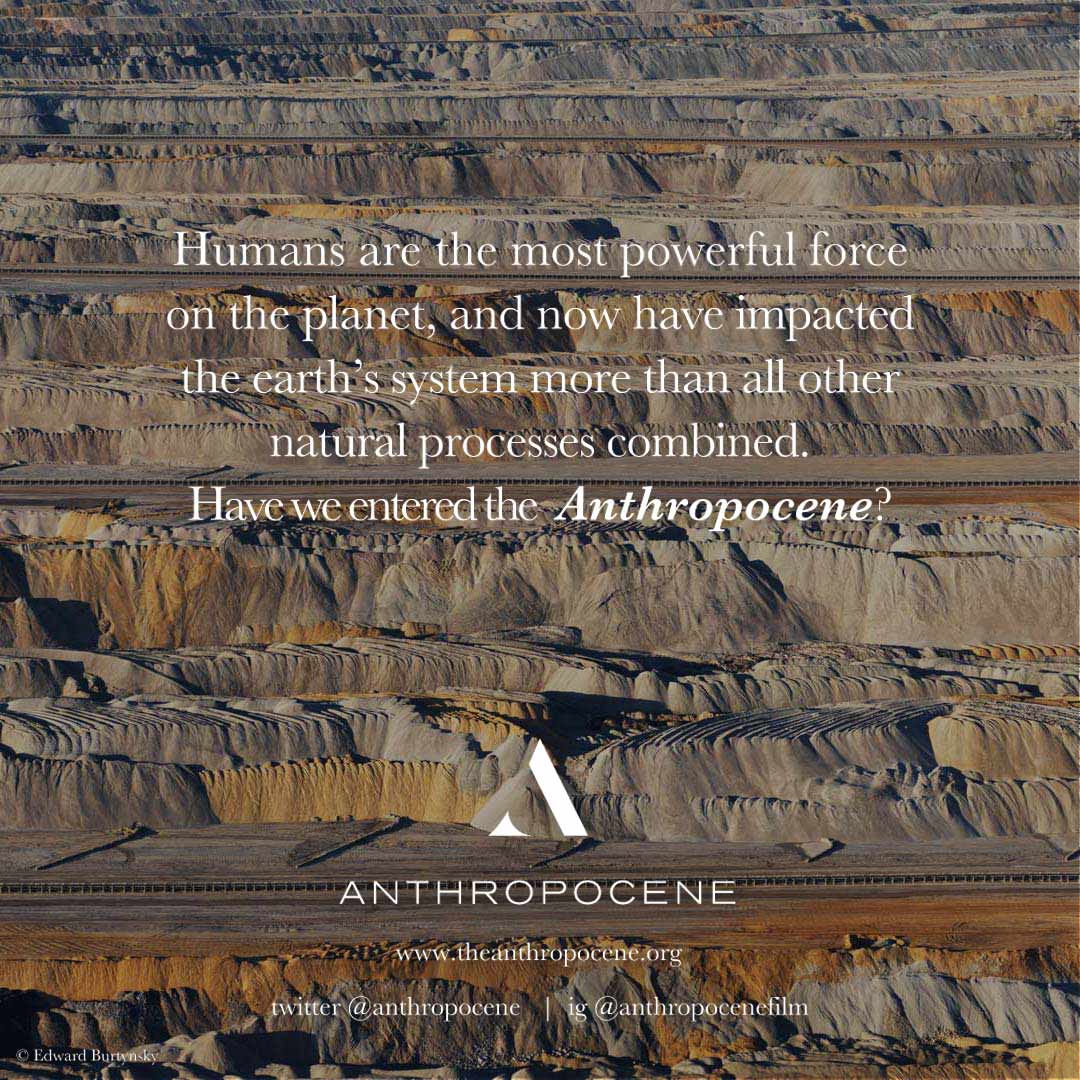 Humans are the most powerful force
on the planet, and now have impacted
the earth's system more than all other
natural processes combined.
Have we entered the Anthropocene?
ANTHROPOCENE
www.theanthropocene.org
twitter @anthropocene | ig @anthropocenefilm
© Edward Burtynsky